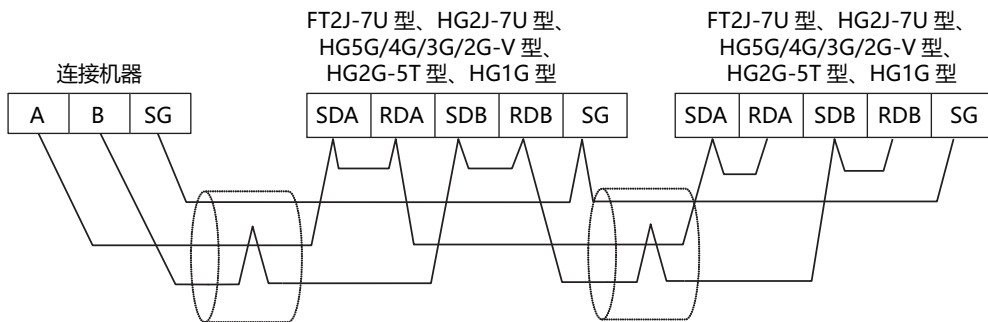 FT2J-7U 型、HG2J-7U 型、
HG5G/4G/3G/2G-V 型、
HG2G-5T 型、HG1G 型
FT2J-7U 型、HG2J-7U 型、
HG5G/4G/3G/2G-V 型、
HG2G-5T 型、HG1G 型
连接机器
A B SG
SDA RDA SDB RDB SG
SDA RDA SDB RDB SG